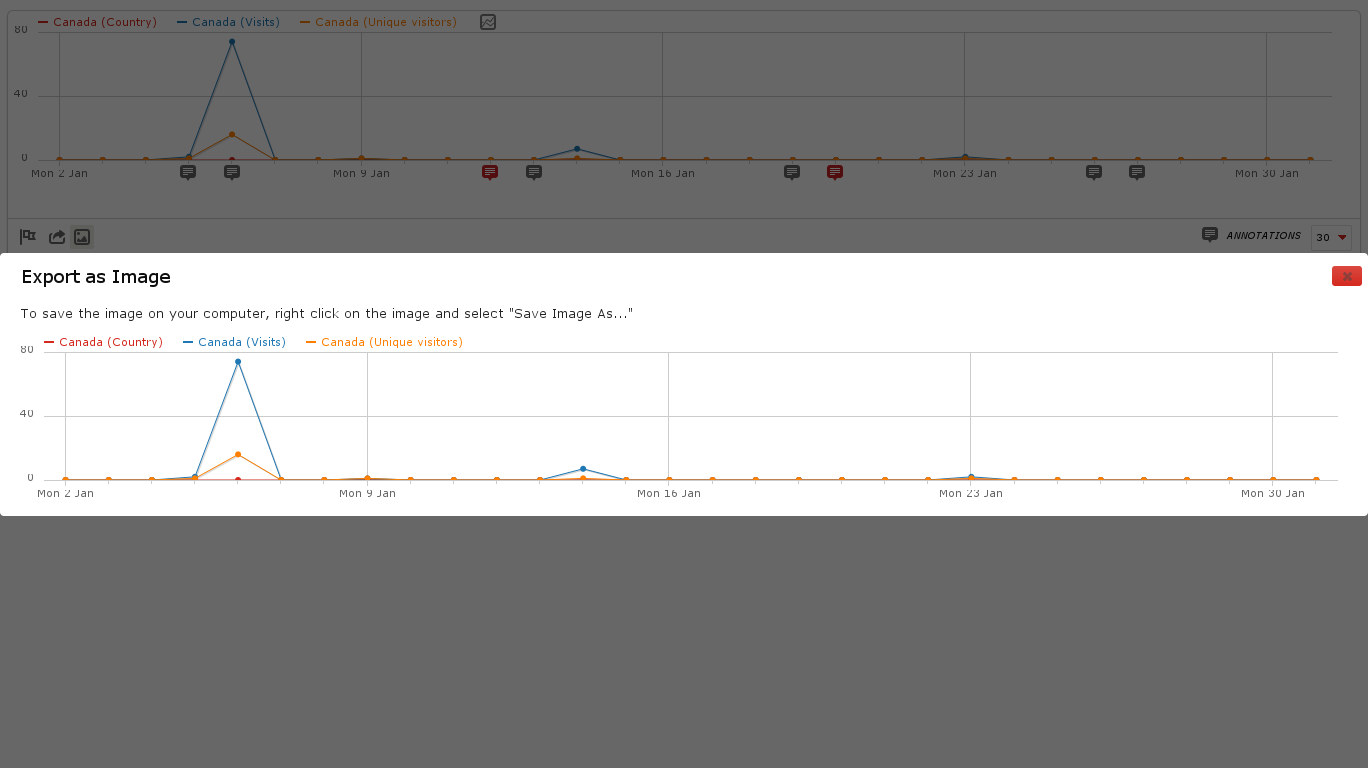 Canada (Country) Canada (Visits) Canada (Unique visitors)
80
40
0
Mon 2 Jan Mon 9 Jan Mon 16 Jan Mon 23 Jan Mon 30 Jan
ANNOTATIONS 30
Export as Image
To save the image on your computer, right click on the image and select "Save Image As..."
Canada (Country) Canada (Visits) Canada (Unique visitors)
80
40
0
Mon 2 Jan Mon 9 Jan Mon 16 Jan Mon 23 Jan Mon 30 Jan